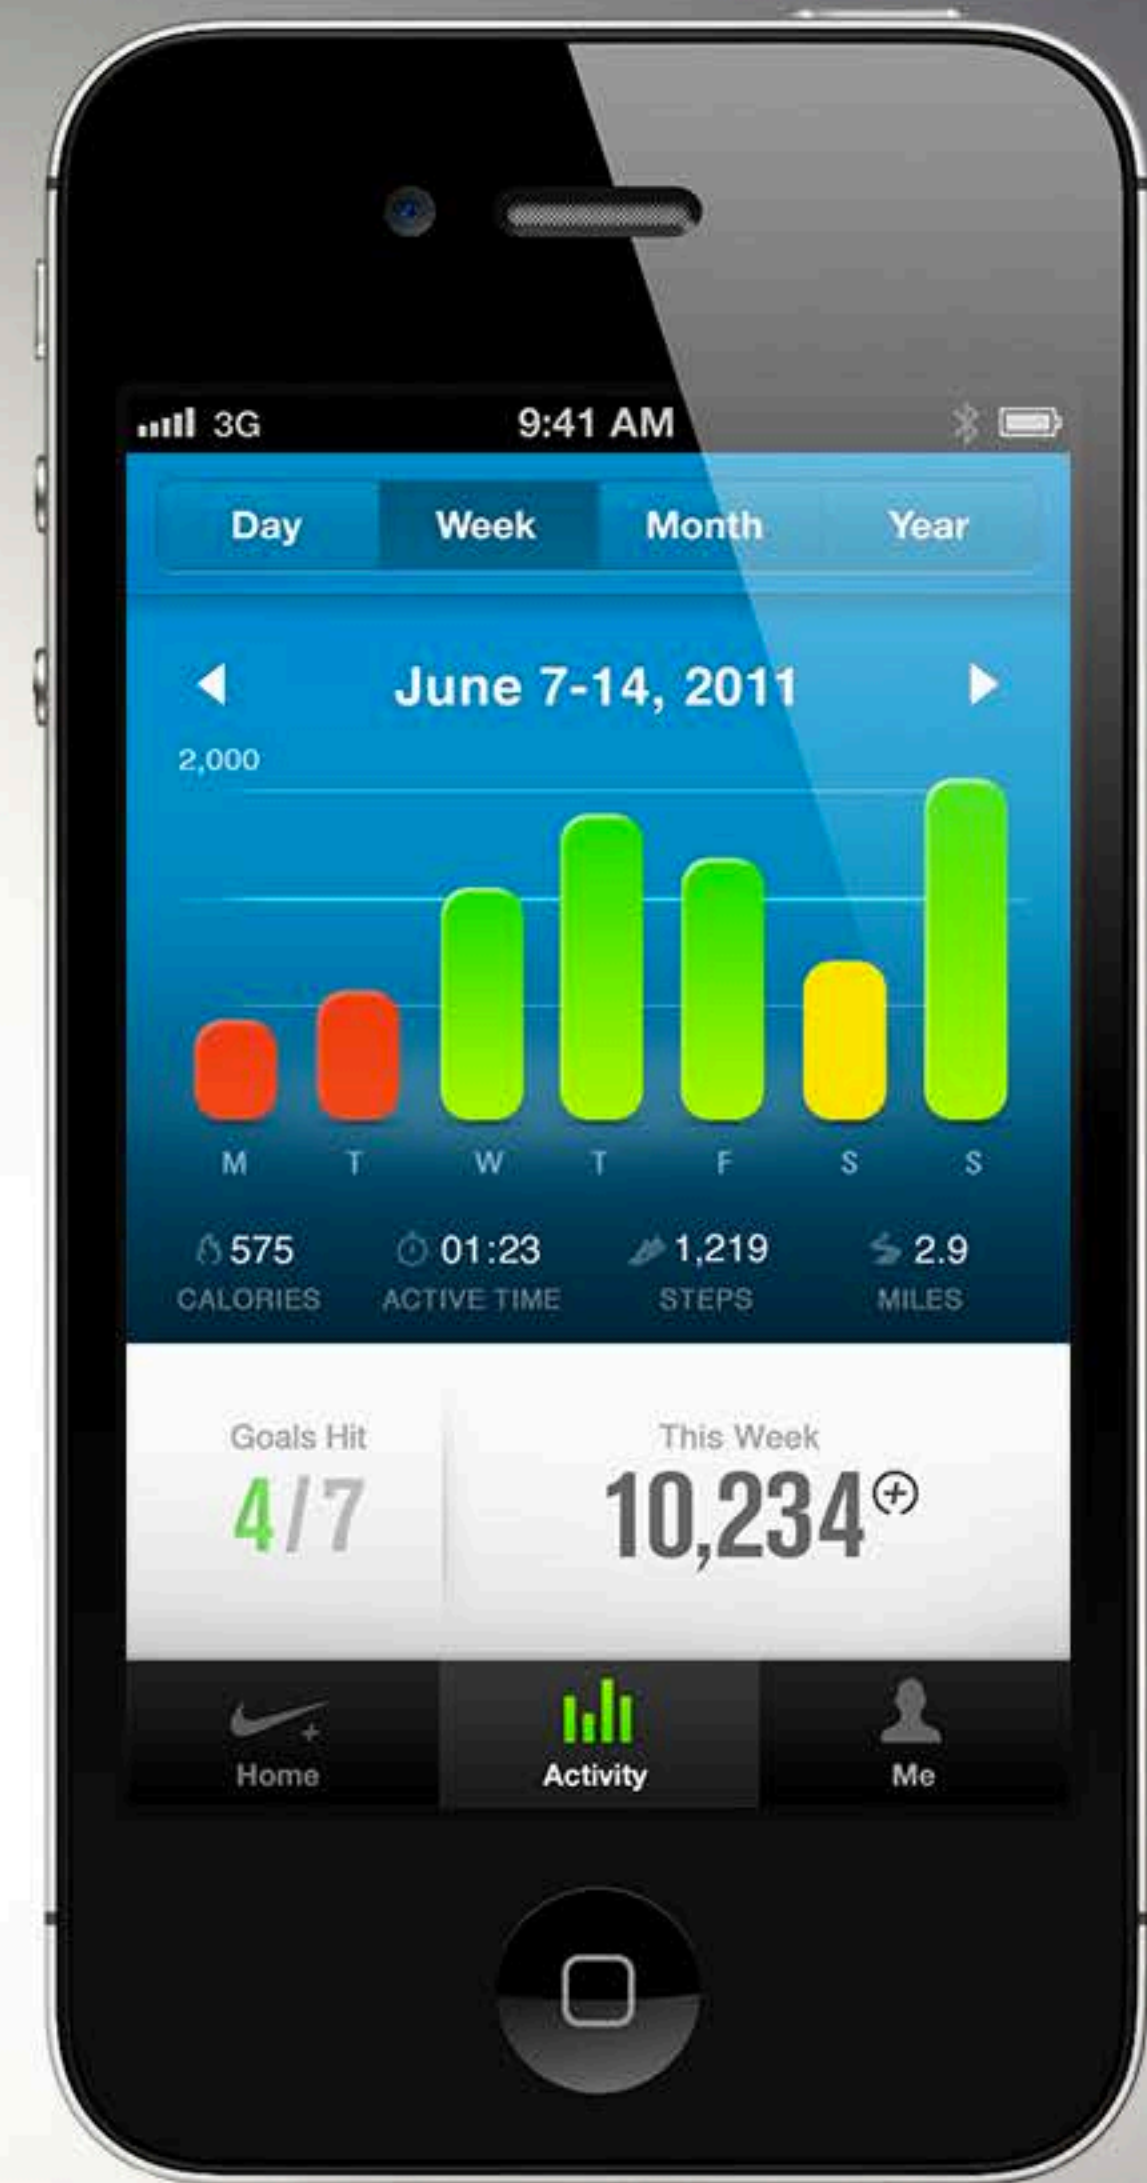 3G 9:41 AM
Day Week Month Year
June 7-14, 2011
2,000
M T W T F S S
575 01:23 1,219 2.9
CALORIES ACTIVE TIME STEPS MILES
Goals Hit This Week
4/7 10,234
Home Activity Me